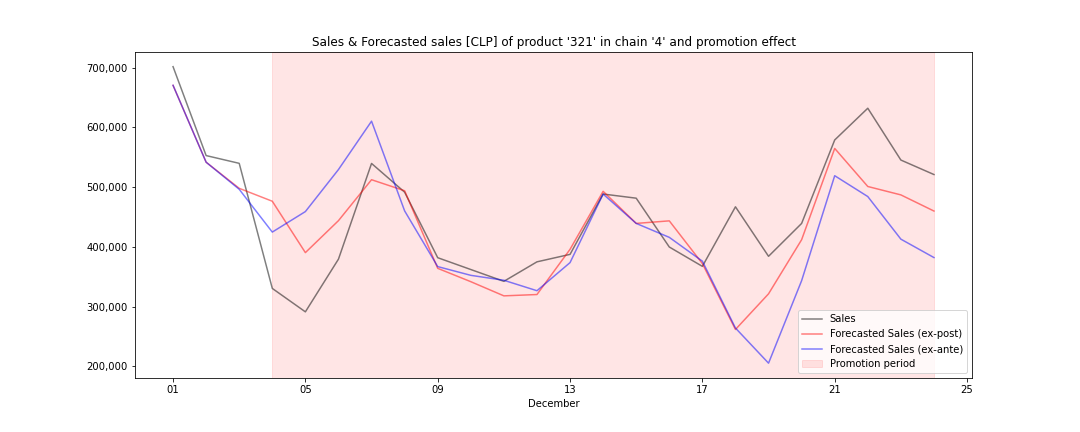 Sales & Forecasted sales [CLP] of product '321' in chain '4' and promotion effect
700,000
600,000
500,000
400,000
300,000
200,000
Sales
Forecasted Sales (ex-post)
Forecasted Sales (ex-ante)
Promotion period
01
05
09
13
17
21
25
December